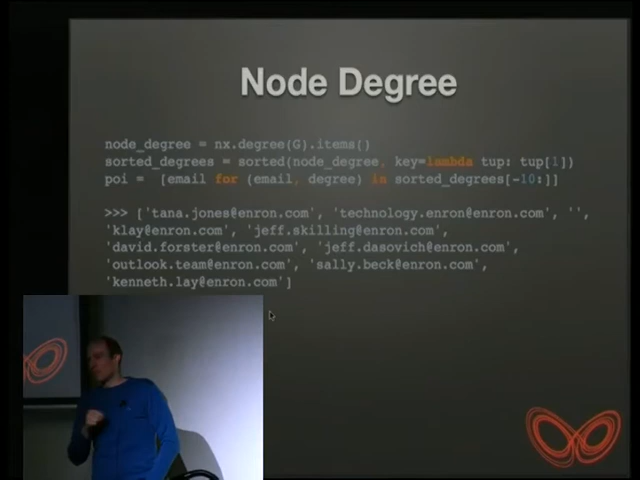 Node Degree
node_degree = nx.degree(G).items()
sorted_degrees = sorted(node_degree, key=lambda tup: tup[1])
poi =  [email for (email, degree) in sorted_degrees[-10:]]
>>> ['tana.jones@enron.com', 'technology.enron@enron.com', '',
'klay@enron.com', 'jeff.skilling@enron.com',
'david.forster@enron.com', 'jeff.dasovich@enron.com',
'outlook.team@enron.com', 'sally.beck@enron.com',
'kenneth.lay@enron.com']